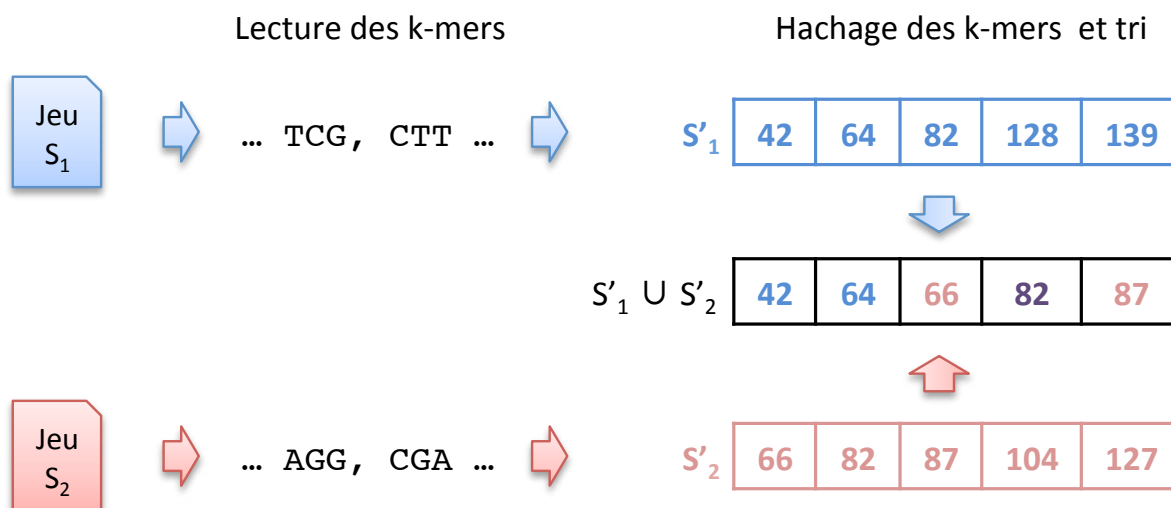 Lecture des k-mers
Hachage des k-mers et tri
Jeu
S1
... TCG, CTT ...
S'1 42 64 82 128 139
S'1 ∪ S'2 42 64 66 82 87
Jeu
S2
... AGG, CGA ...
S'2 66 82 87 104 127